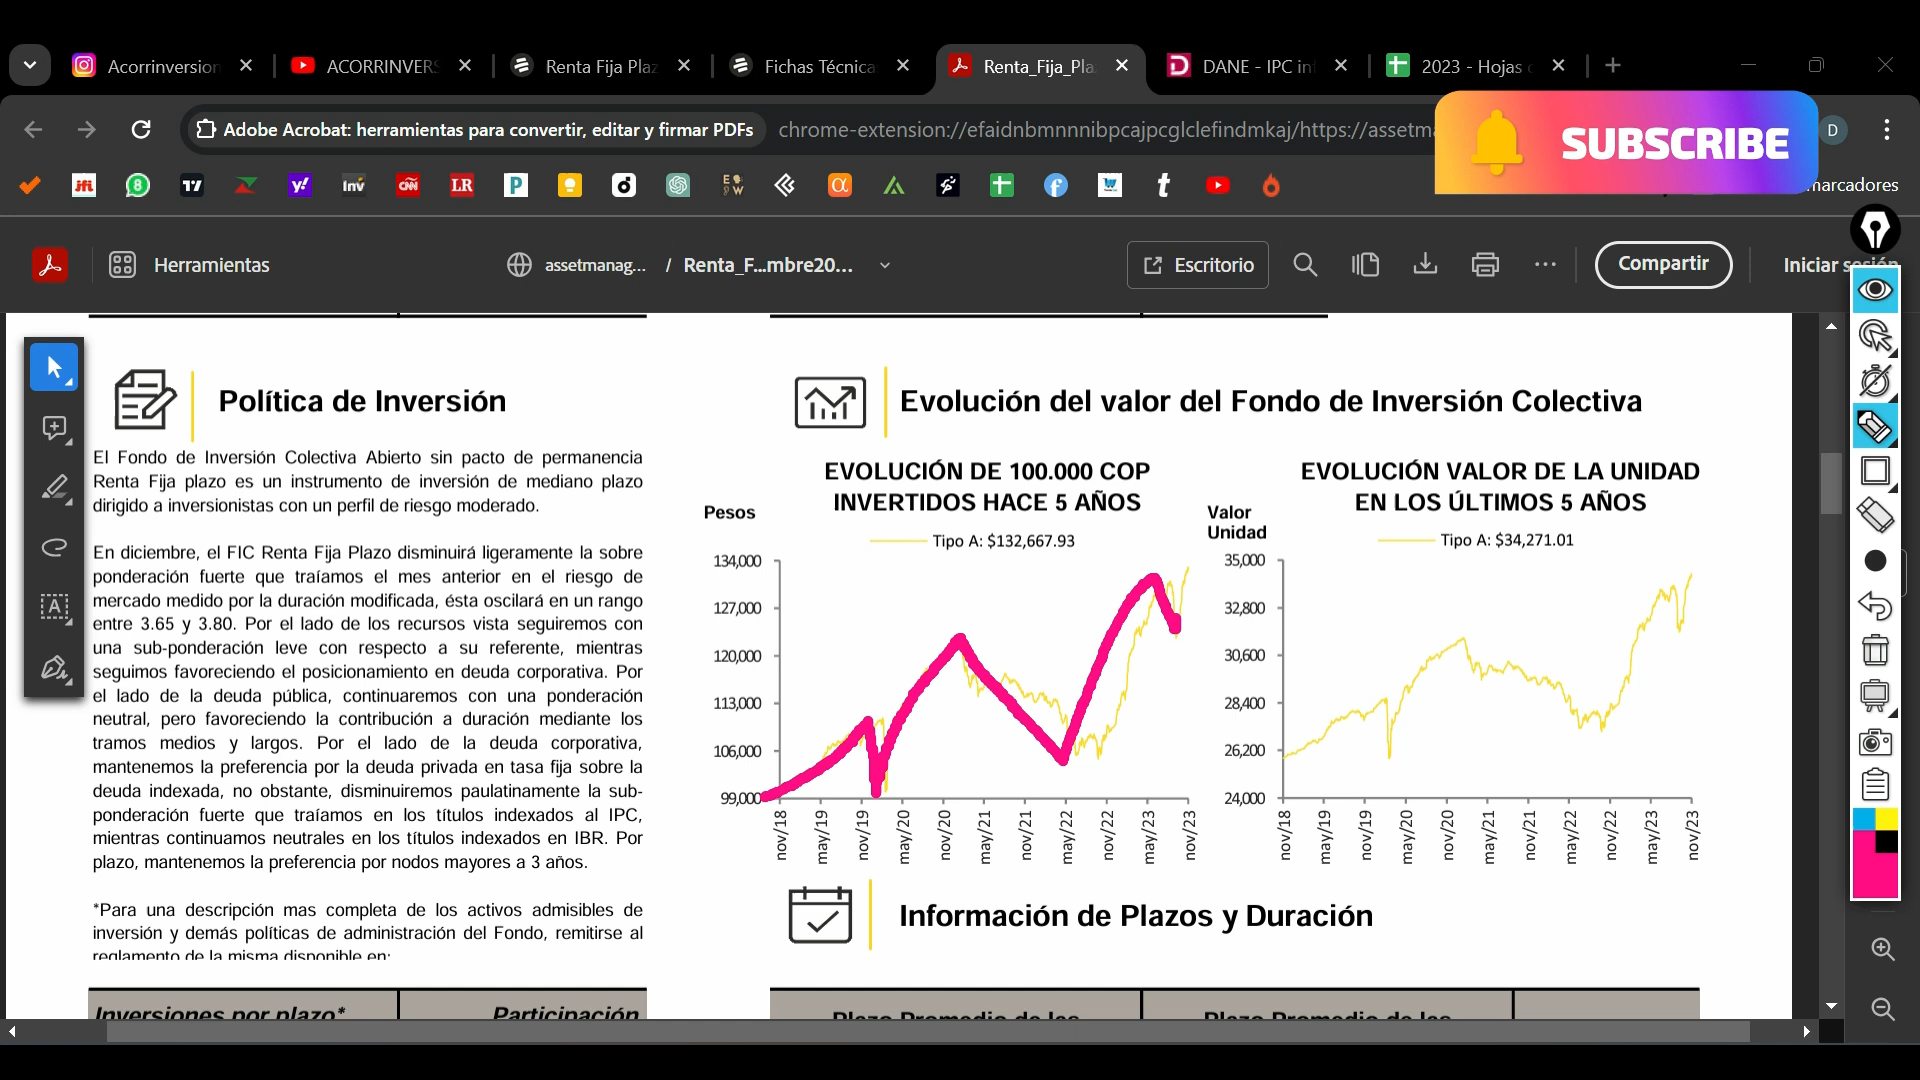 Acorrinversion
ACORRINVERS
Renta Fija Plaz
Fichas Técnica
Renta_Fija_Pla
DANE - IPC in
2023 - Hojas
Adobe Acrobat: herramientas para convertir, editar y firmar PDFs
chrome-extension://efaidnbmnnnibpcajpcglclefindmkaj/https://assetm
SUBSCRIBE
D
marcadores
Herramientas
assetmanag... / Renta_F...mbre20...
Escritorio
Compartir
Iniciar sesión
Política de Inversión
El Fondo de Inversión Colectiva Abierto sin pacto de permanencia
Renta Fija plazo es un instrumento de inversión de mediano plazo
dirigido a inversionistas con un perfil de riesgo moderado.
En diciembre, el FIC Renta Fija Plazo disminuirá ligeramente la sobre
ponderación fuerte que traíamos el mes anterior en el riesgo de
mercado medido por la duración modificada, ésta oscilará en un rango
entre 3.65 y 3.80. Por el lado de los recursos vista seguiremos con
una sub-ponderación leve con respecto a su referente, mientras
seguimos favoreciendo el posicionamiento en deuda corporativa. Por
el lado de la deuda pública, continuaremos con una ponderación
neutral, pero favoreciendo la contribución a duración mediante los
tramos medios y largos. Por el lado de la deuda corporativa,
mantenemos la preferencia por la deuda privada en tasa fija sobre la
deuda indexada, no obstante, disminuiremos paulatinamente la sub-
ponderación fuerte que traíamos en los títulos indexados al IPC,
mientras continuamos neutrales en los títulos indexados en IBR. Por
plazo, mantenemos la preferencia por nodos mayores a 3 años.
*Para una descripción mas completa de los activos admisibles de
inversión y demás políticas de administración del Fondo, remitirse al
reglamento de la misma disponible en:
Inversiones por plazo* Participación
Evolución del valor del Fondo de Inversión Colectiva
EVOLUCIÓN DE 100.000 COP
INVERTIDOS HACE 5 AÑOS
Pesos
Tipo A: $132,667.93
134,000
127,000
120,000
113,000
106,000
99,000
nov/18 may/19 nov/19 may/20 nov/20 may/21 nov/21 may/22 nov/22 may/23 nov/23
EVOLUCIÓN VALOR DE LA UNIDAD
EN LOS ÚLTIMOS 5 AÑOS
Valor
Unidad
Tipo A: $34,271.01
35,000
32,800
30,600
28,400
26,200
24,000
nov/18 may/19 nov/19 may/20 nov/20 may/21 nov/21 may/22 nov/22 may/23 nov/23
Información de Plazos y Duración
Plazo Promedio de las Plazo Promedio de las